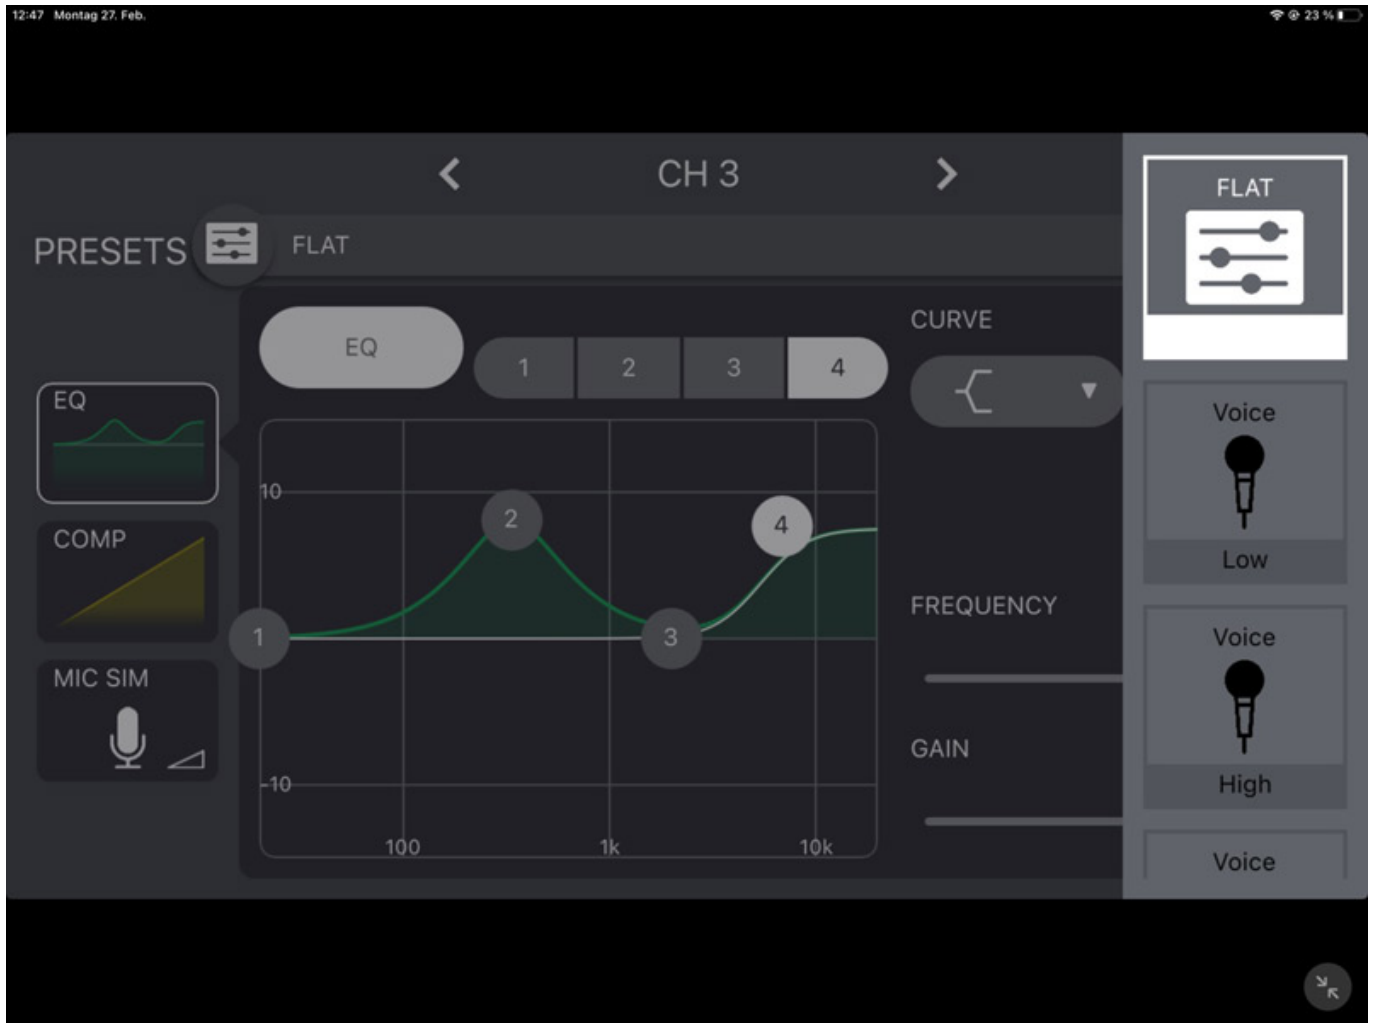 12:47 Montag 27. Feb.
23 %
CH 3
PRESETS
FLAT
EQ
COMP
MIC SIM
EQ
1 2 3 4
10
-10
1
2
3
4
100 1k 10k
CURVE
FREQUENCY
GAIN
FLAT
Voice
Low
Voice
High
Voice